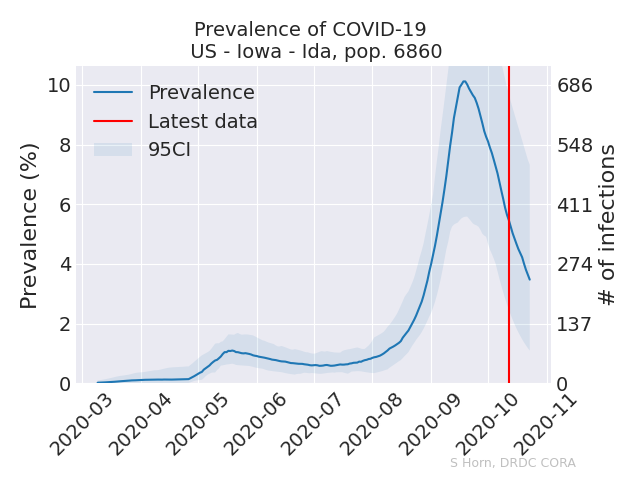 Prevalence of COVID-19
US - Iowa - Ida, pop. 6860
Prevalence
Latest data
95CI
Prevalence (%)
10
8
6
4
2
0
686
548
411
274
137
0
# of infections
2020-03
2020-04
2020-05
2020-06
2020-07
2020-08
2020-09
2020-10
2020-11
S Horn, DRDC CORA